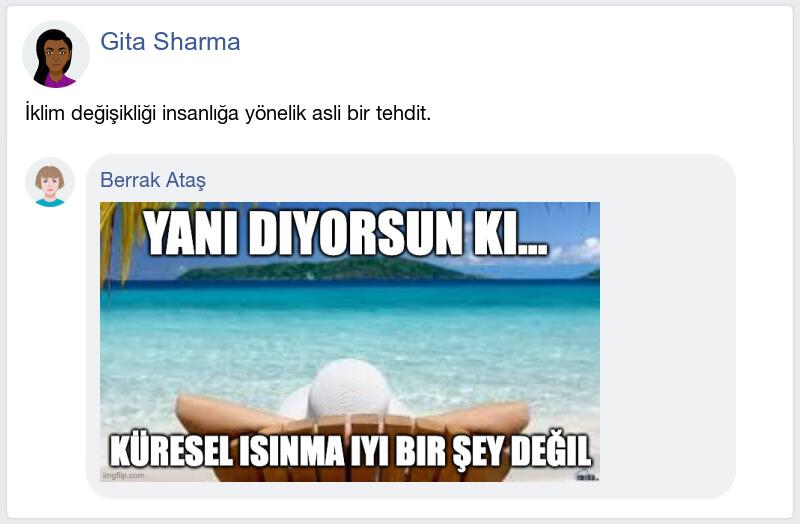 Gita Sharma
İklim değişikliği insanlığa yönelik asli bir tehdit.
Berrak Ataş
YANI DIYORSUN KI...
KÜRESEL ISINMA IYI BIR ŞEY DEĞIL
imgflip.com